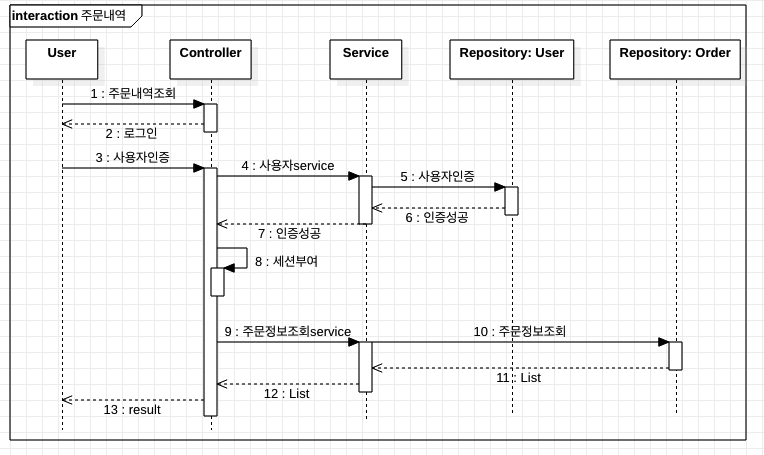 interaction 주문내역
User
Controller
Service
Repository: User
Repository: Order
1 : 주문내역조회
2 : 로그인
3 : 사용자인증
4 : 사용자service
5 : 사용자인증
6 : 인증성공
7 : 인증성공
8 : 세션부여
9 : 주문정보조회service
10 : 주문정보조회
11 : List
12 : List
13 : result